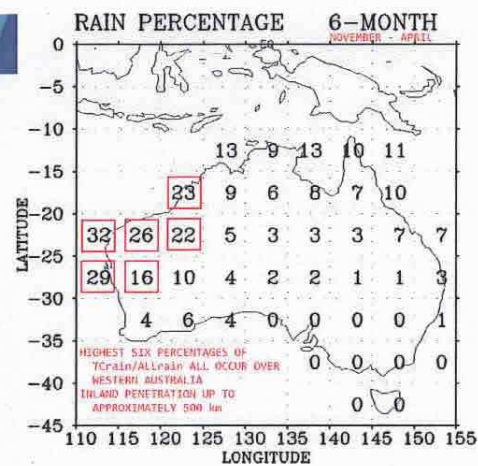 RAIN PERCENTAGE 6-MONTH
NOVEMBER - APRIL
0
-5
-10
13 9 13 10 11
-15
23 9 6 8 7 10
-20
32 26 22 5 3 3 3 7 7
-25
29 16 10 4 2 2 1 1 3
-30
4 6 4 0 0 0 0 0 1
-35
HIGHEST SIX PERCENTAGES OF
TCrain/ALLrain ALL OCCUR OVER
WESTERN AUSTRALIA
INLAND PENETRATION UP TO
APPROXIMATELY 500 km
0 0 0 0
-40
0 0
-45
110 115 120 125 130 135 140 145 150 155
LATITUDE
LONGITUDE